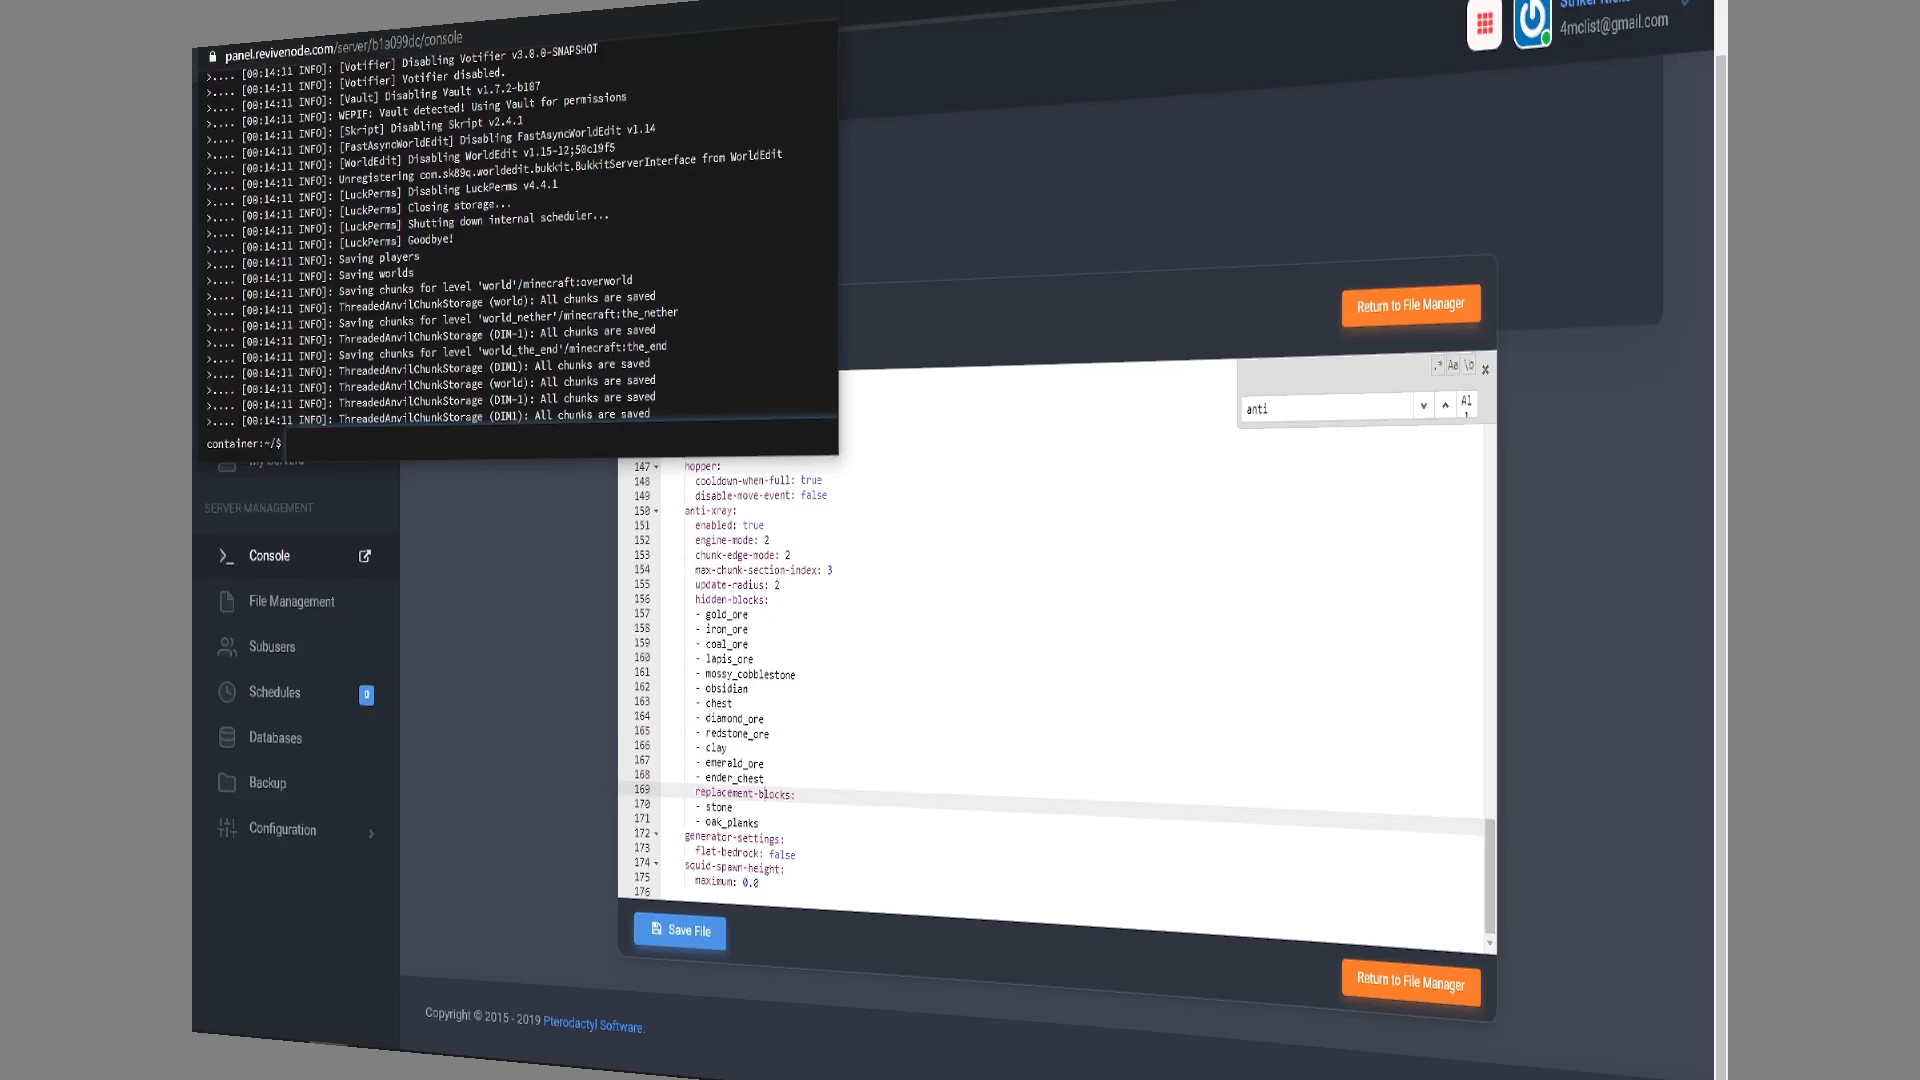 panel.revivenode.com/server/b1a099dc/console
>.... [00:14:11 INFO]: [Votifier] Disabling Votifier v3.8.0-SNAPSHOT
>.... [00:14:11 INFO]: [Votifier] Votifier disabled.
>.... [00:14:11 INFO]: [Vault] Disabling Vault v1.7.2-b107
>.... [00:14:11 INFO]: WEPIF: Vault detected! Using Vault for permissions
>.... [00:14:11 INFO]: [Skript] Disabling Skript v2.4.1
>.... [00:14:11 INFO]: [FastAsyncWorldEdit] Disabling FastAsyncWorldEdit v1.14
>.... [00:14:11 INFO]: [WorldEdit] Disabling WorldEdit v1.15-12;50c19f5
>.... [00:14:11 INFO]: Unregistering com.sk89q.worldedit.bukkit.BukkitServerInterface from WorldEdit
>.... [00:14:11 INFO]: [LuckPerms] Disabling LuckPerms v4.4.1
>.... [00:14:11 INFO]: [LuckPerms] Closing storage...
>.... [00:14:11 INFO]: [LuckPerms] Shutting down internal scheduler...
>.... [00:14:11 INFO]: [LuckPerms] Goodbye!
>.... [00:14:11 INFO]: Saving players
>.... [00:14:11 INFO]: Saving worlds
>.... [00:14:11 INFO]: Saving chunks for level 'world'/minecraft:overworld
>.... [00:14:11 INFO]: ThreadedAnvilChunkStorage (world): All chunks are saved
>.... [00:14:11 INFO]: Saving chunks for level 'world_nether'/minecraft:the_nether
>.... [00:14:11 INFO]: ThreadedAnvilChunkStorage (DIM-1): All chunks are saved
>.... [00:14:11 INFO]: Saving chunks for level 'world_the_end'/minecraft:the_end
>.... [00:14:11 INFO]: ThreadedAnvilChunkStorage (DIM1): All chunks are saved
>.... [00:14:11 INFO]: ThreadedAnvilChunkStorage (world): All chunks are saved
>.... [00:14:11 INFO]: ThreadedAnvilChunkStorage (DIM-1): All chunks are saved
>.... [00:14:11 INFO]: ThreadedAnvilChunkStorage (DIM1): All chunks are saved
container:~/$
4mclist@gmail.com
Return to File Manager
.* Aa \b
anti
All
SERVER MANAGEMENT
Console
File Management
Subusers
Schedules 0
Databases
Backup
Configuration
147 hopper:
148 cooldown-when-full: true
149 disable-move-event: false
150 anti-xray:
151 enabled: true
152 engine-mode: 2
153 chunk-edge-mode: 2
154 max-chunk-section-index: 3
155 update-radius: 2
156 hidden-blocks:
157 - gold_ore
158 - iron_ore
159 - coal_ore
160 - lapis_ore
161 - mossy_cobblestone
162 - obsidian
163 - chest
164 - diamond_ore
165 - redstone_ore
166 - clay
167 - emerald_ore
168 - ender_chest
169 replacement-blocks:
170 - stone
171 - oak_planks
172 generator-settings:
173 flat-bedrock: false
174 squid-spawn-height:
175 maximum: 0.0
176
Save File
Return to File Manager
Copyright © 2015 - 2019 Pterodactyl Software.